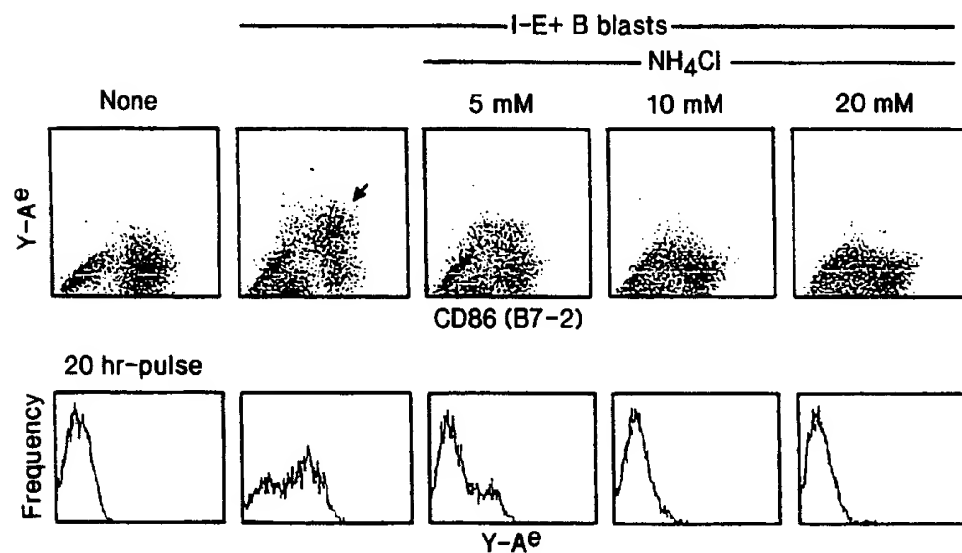 I-E+ B blasts
NH4Cl
None
5 mM
10 mM
20 mM
Y-Ae
CD86 (B7-2)
20 hr-pulse
Frequency
Y-Ae